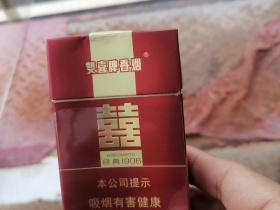 雙喜牌香烟®
囍
经典1906
本公司提示
吸烟有害健康